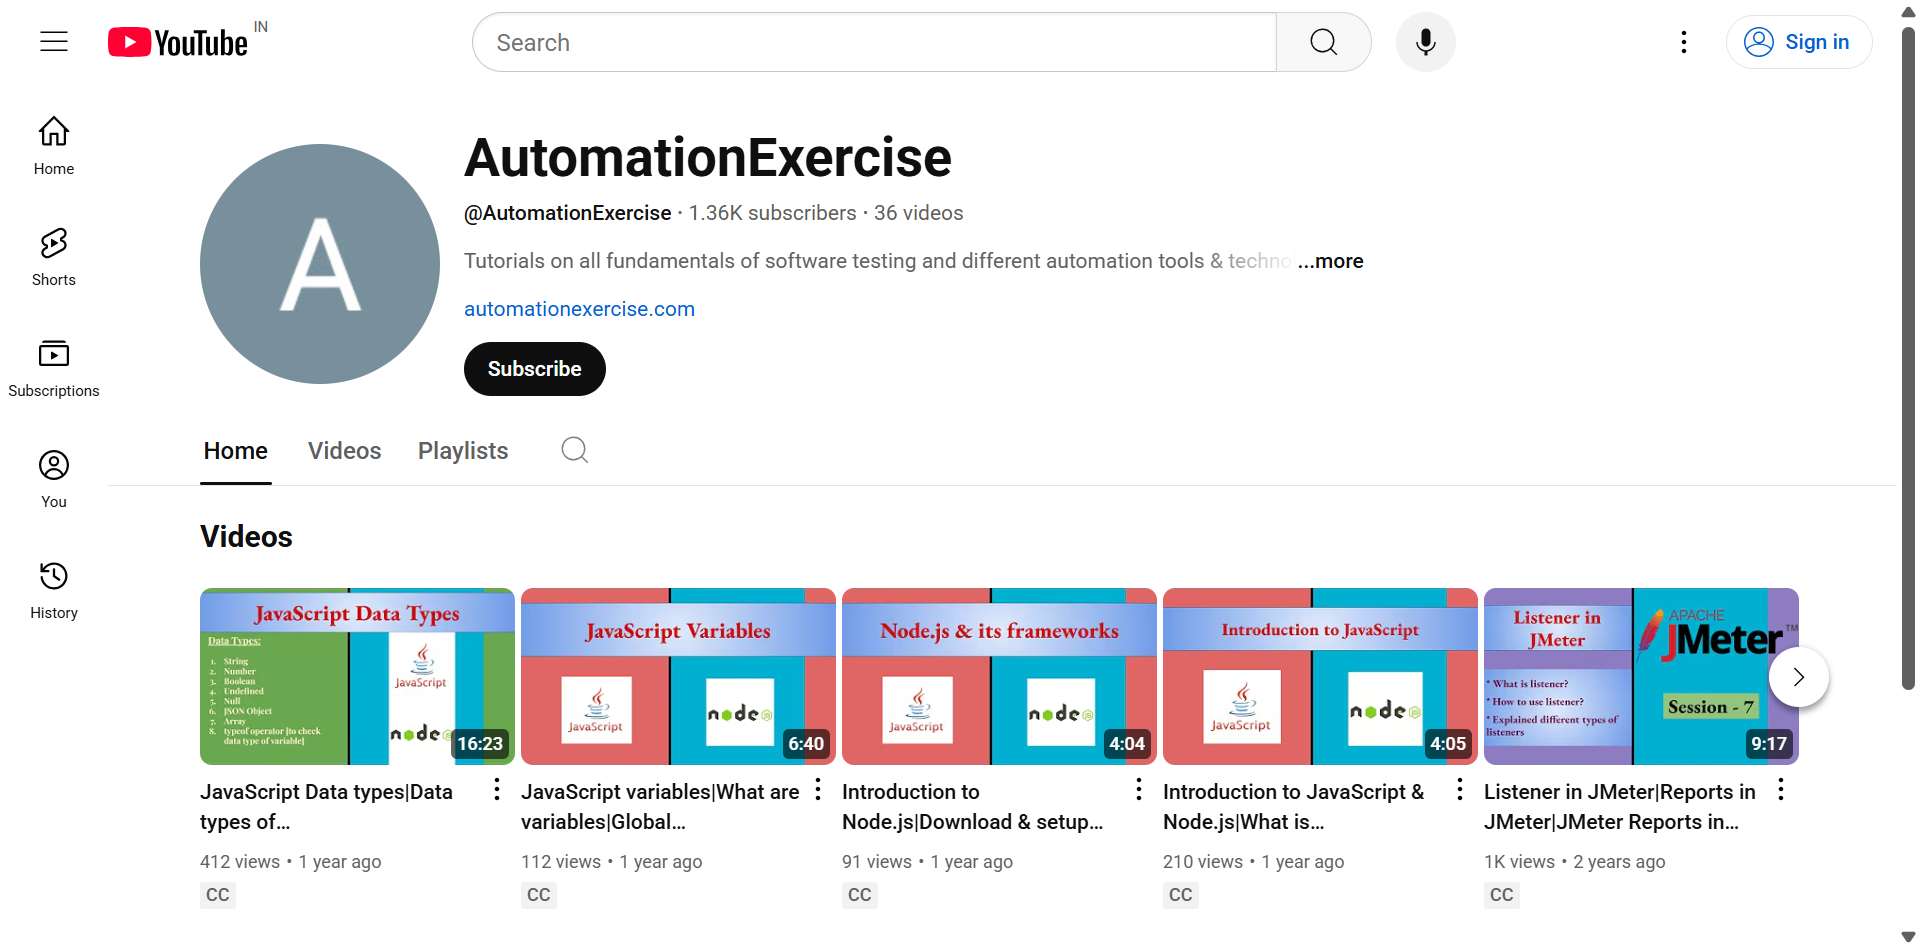 YouTube IN
Search
Sign in
Home
Shorts
Subscriptions
You
History
A
AutomationExercise
@AutomationExercise · 1.36K subscribers · 36 videos
Tutorials on all fundamentals of software testing and different automation tools & techno ...more
automationexercise.com
Subscribe
Home Videos Playlists
Videos
JavaScript Data Types
Data Types:
1. String
2. Number
3. Boolean
4. Undefined
5. Null
6. JSON Object
7. Array
8. typeof operator [to check
data type of variable]
JavaScript
node
16:23
JavaScript Data types|Data
types of...
412 views • 1 year ago
CC
JavaScript Variables
JavaScript
node JS
6:40
JavaScript variables|What are
variables|Global...
112 views • 1 year ago
CC
Node.js & its frameworks
JavaScript
node JS
4:04
Introduction to
Node.js|Download & setup...
91 views • 1 year ago
CC
Introduction to JavaScript
JavaScript
node JS
4:05
Introduction to JavaScript &
Node.js|What is...
210 views • 1 year ago
CC
Listener in
JMeter
* What is listener?
* How to use listener?
* Explained different types of
listeners
APACHE
JMeter™
Session - 7
9:17
Listener in JMeter|Reports in
JMeter|JMeter Reports in...
1K views • 2 years ago
CC